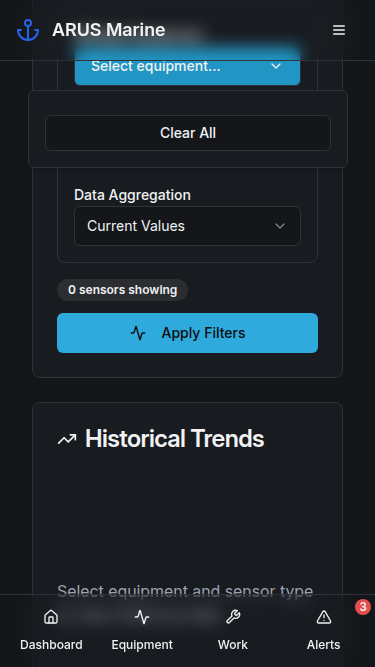 ARUS Marine
Select equipment...
Clear All
Data Aggregation
Current Values
0 sensors showing
Apply Filters
Historical Trends
Select equipment and sensor type
3
Dashboard
Equipment
Work
Alerts